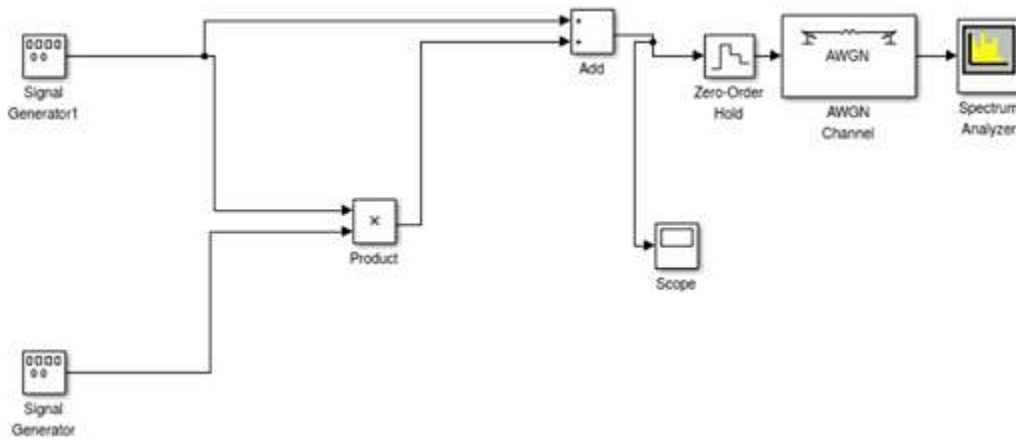 Signal
Generator1
Add
Zero-Order
Hold
AWGN
AWGN
Channel
Spectrum
Analyzer
×
Product
Scope
Signal
Generator